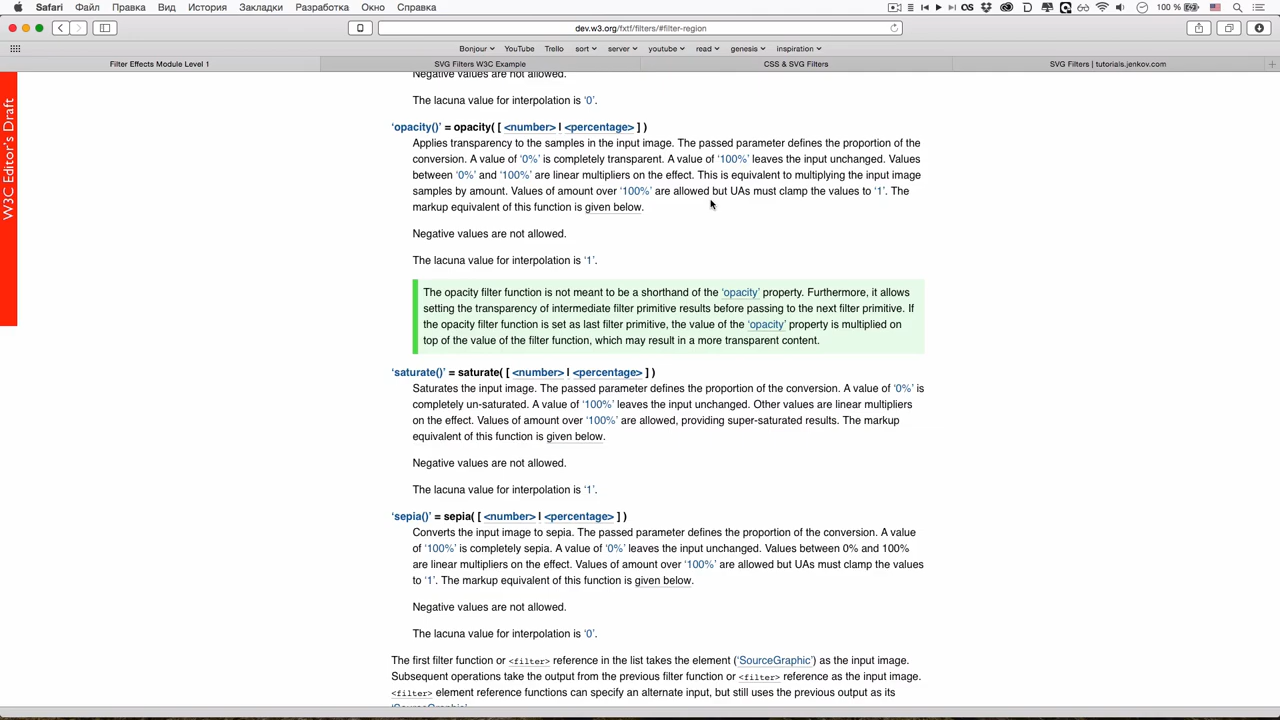 Safari Файл Правка Вид История Закладки Разработка Окно Справка 100 %
dev.w3.org/fxtf/filters/#filter-region
Bonjour YouTube Trello sort server youtube read genesis inspiration
Filter Effects Module Level 1 SVG Filters W3C Example CSS & SVG Filters SVG Filters | tutorials.jenkov.com
W3C Editor's Draft
Negative values are not allowed.
The lacuna value for interpolation is ‘0’.
‘opacity()’ = opacity( [ <number> | <percentage> ] )
Applies transparency to the samples in the input image. The passed parameter defines the proportion of the
conversion. A value of ‘0%’ is completely transparent. A value of ‘100%’ leaves the input unchanged. Values
between ‘0%’ and ‘100%’ are linear multipliers on the effect. This is equivalent to multiplying the input image
samples by amount. Values of amount over ‘100%’ are allowed but UAs must clamp the values to ‘1’. The
markup equivalent of this function is given below.
Negative values are not allowed.
The lacuna value for interpolation is ‘1’.
The opacity filter function is not meant to be a shorthand of the ‘opacity’ property. Furthermore, it allows
setting the transparency of intermediate filter primitive results before passing to the next filter primitive. If
the opacity filter function is set as last filter primitive, the value of the ‘opacity’ property is multiplied on
top of the value of the filter function, which may result in a more transparent content.
‘saturate()’ = saturate( [ <number> | <percentage> ] )
Saturates the input image. The passed parameter defines the proportion of the conversion. A value of ‘0%’ is
completely un-saturated. A value of ‘100%’ leaves the input unchanged. Other values are linear multipliers
on the effect. Values of amount over ‘100%’ are allowed, providing super-saturated results. The markup
equivalent of this function is given below.
Negative values are not allowed.
The lacuna value for interpolation is ‘1’.
‘sepia()’ = sepia( [ <number> | <percentage> ] )
Converts the input image to sepia. The passed parameter defines the proportion of the conversion. A value
of ‘100%’ is completely sepia. A value of ‘0%’ leaves the input unchanged. Values between 0% and 100%
are linear multipliers on the effect. Values of amount over ‘100%’ are allowed but UAs must clamp the values
to ‘1’. The markup equivalent of this function is given below.
Negative values are not allowed.
The lacuna value for interpolation is ‘0’.
The first filter function or <filter> reference in the list takes the element (‘SourceGraphic’) as the input image.
Subsequent operations take the output from the previous filter function or <filter> reference as the input image.
<filter> element reference functions can specify an alternate input, but still uses the previous output as its
‘SourceGraphic’.